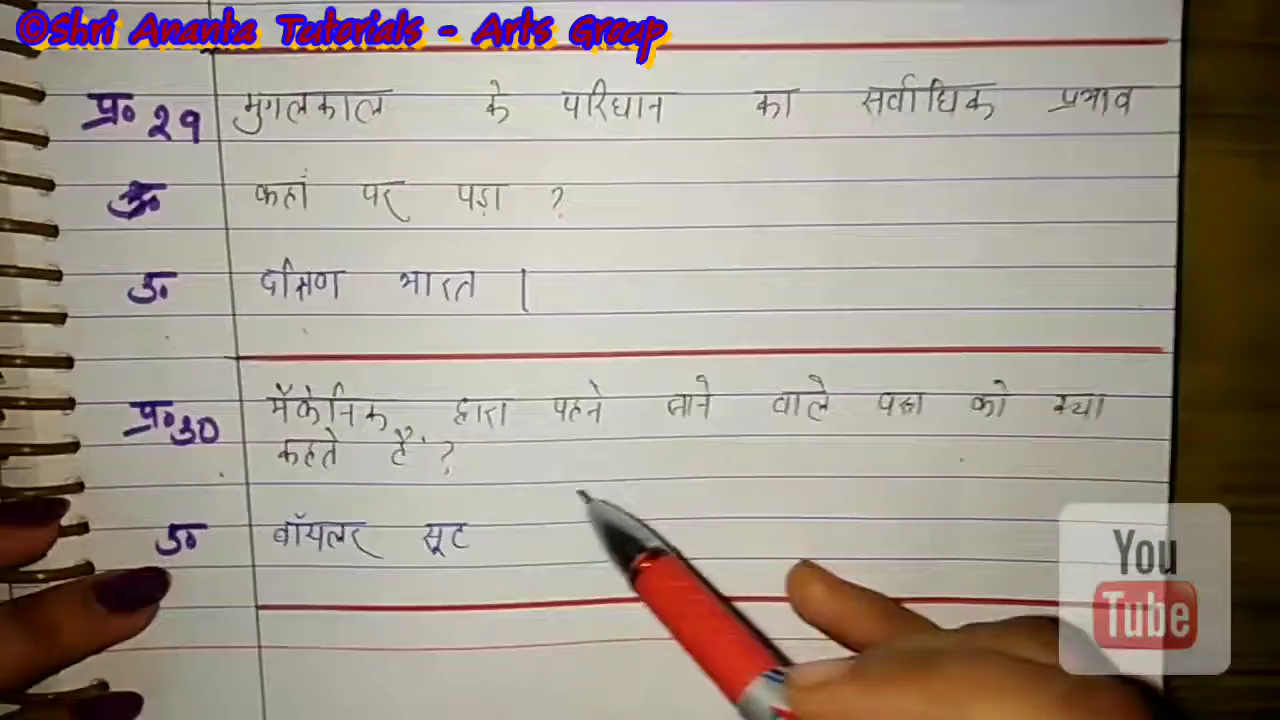 ©Shri Ananta Tutorials - Arts Group
प्र० 29 मुगलकाल के परिधान का सर्वाधिक प्रभाव
कहां पर पड़ा ?
उ० दक्षिण भारत |
प्र० 30 मैकेनिक द्वारा पहने जाने वाले वस्त्र को क्या
कहते हैं ?
उ० बॉयलर सूट
You
Tube